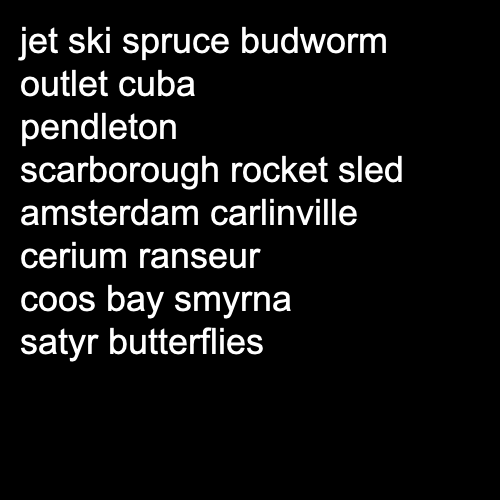 jet ski spruce budworm
outlet cuba
pendleton
scarborough rocket sled
amsterdam carlinville
cerium ranseur
coos bay smyrna
satyr butterflies